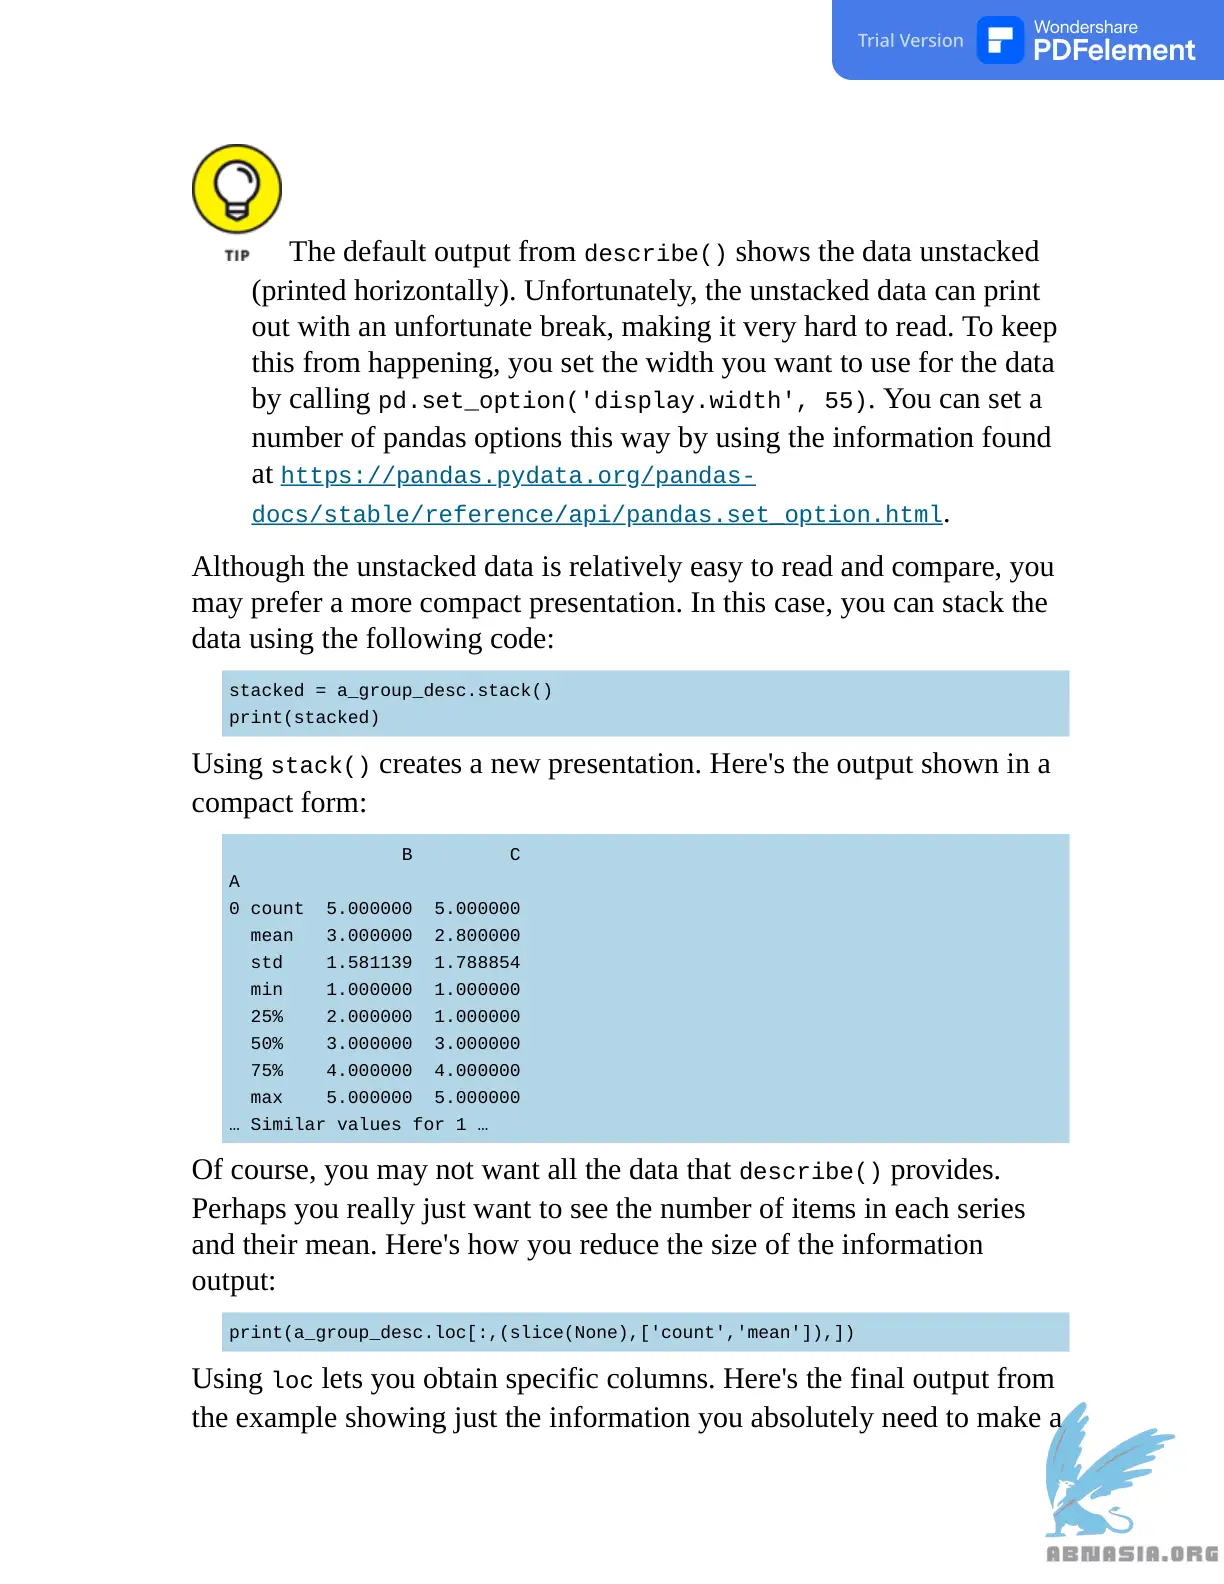 Trial Version
Wondershare
PDFelement
TIP The default output from describe() shows the data unstacked
(printed horizontally). Unfortunately, the unstacked data can print
out with an unfortunate break, making it very hard to read. To keep
this from happening, you set the width you want to use for the data
by calling pd.set_option('display.width', 55). You can set a
number of pandas options this way by using the information found
at https://pandas.pydata.org/pandas-
docs/stable/reference/api/pandas.set_option.html.
Although the unstacked data is relatively easy to read and compare, you
may prefer a more compact presentation. In this case, you can stack the
data using the following code:
stacked = a_group_desc.stack()
print(stacked)
Using stack() creates a new presentation. Here's the output shown in a
compact form:
                B         C
A
0 count  5.000000  5.000000
  mean   3.000000  2.800000
  std    1.581139  1.788854
  min    1.000000  1.000000
  25%    2.000000  1.000000
  50%    3.000000  3.000000
  75%    4.000000  4.000000
  max    5.000000  5.000000
… Similar values for 1 …
Of course, you may not want all the data that describe() provides.
Perhaps you really just want to see the number of items in each series
and their mean. Here's how you reduce the size of the information
output:
print(a_group_desc.loc[:,(slice(None),['count','mean']),])
Using loc lets you obtain specific columns. Here's the final output from
the example showing just the information you absolutely need to make a
ABNASIA.ORG